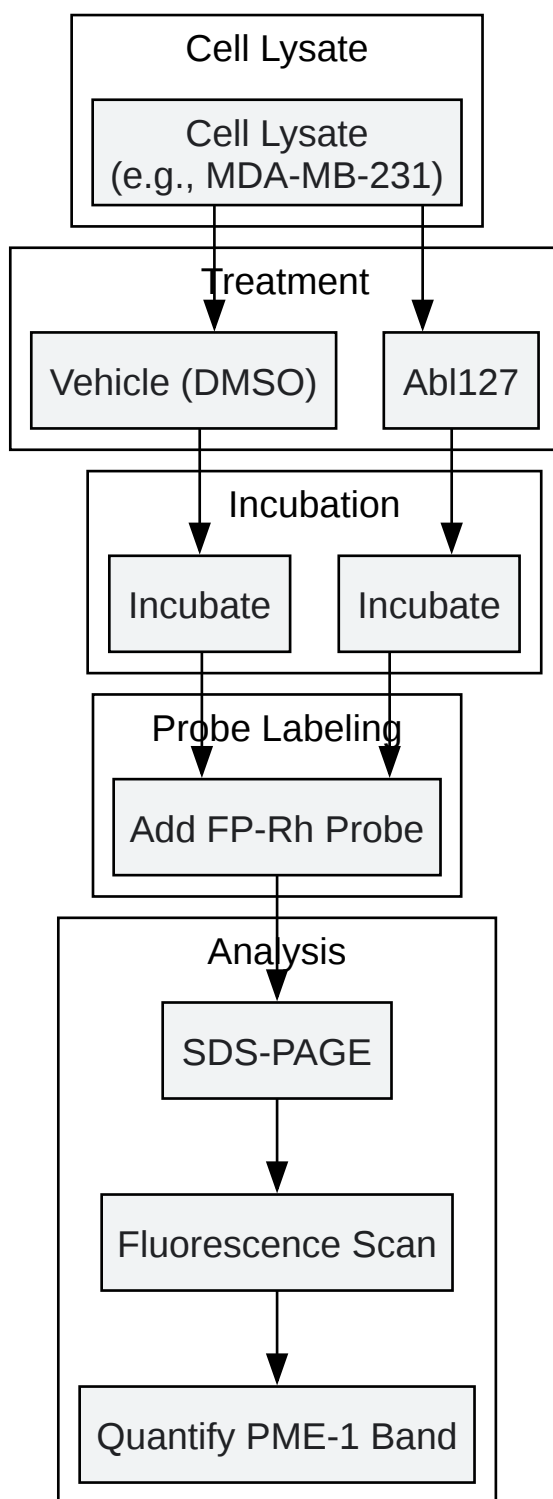 Cell Lysate
Cell Lysate
(e.g., MDA-MB-231)
Treatment
Vehicle (DMSO)
Abl127
Incubation
Incubate
Incubate
Probe Labeling
Add FP-Rh Probe
Analysis
SDS-PAGE
Fluorescence Scan
Quantify PME-1 Band